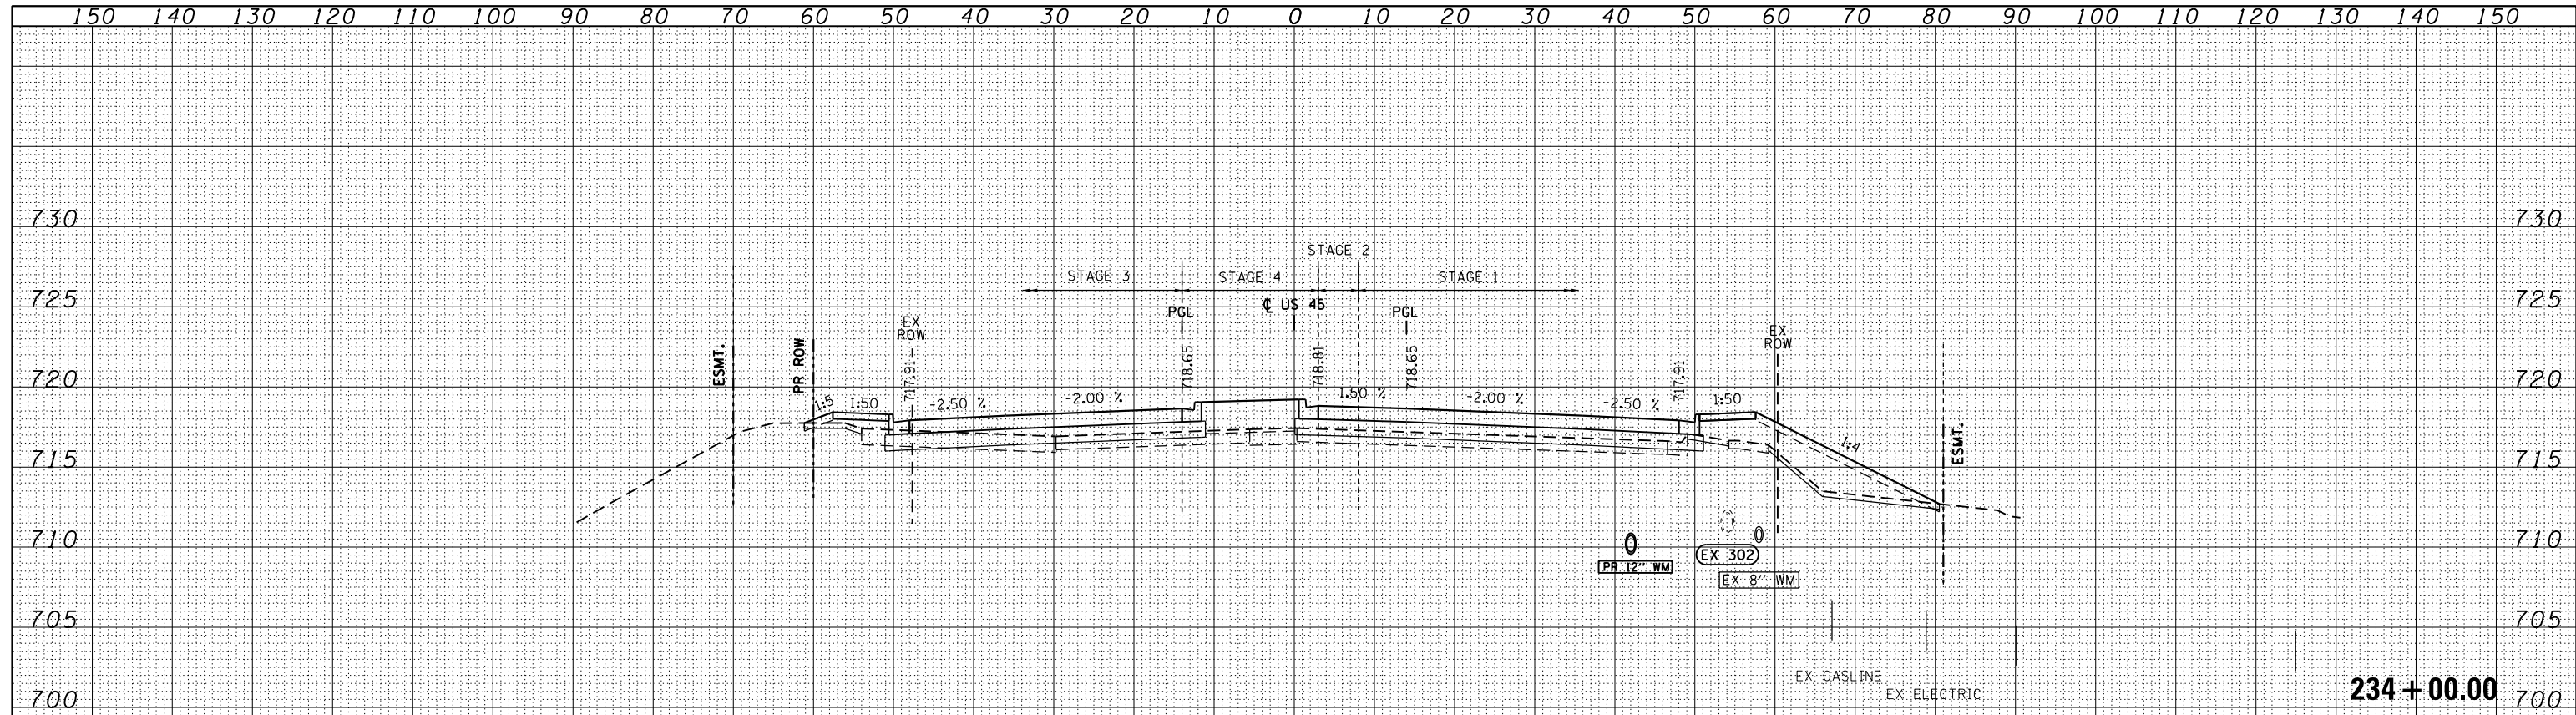 150 140 130 120 110 100 90 80 70 60 50 40 30 20 10 0 10 20 30 40 50 60 70 80 90 100 110 120 130 140 150
730 730
STAGE 2
STAGE 3 STAGE 4 STAGE 1
725 725
PGL ℄ US 45 PGL
EX
ROW
EX
ROW
ESMT. PR ROW 717.91 718.65 718.81 718.65 717.91 ESMT.
720 720
1:5 1:50 -2.50 % -2.00 % 1.50 % -2.00 % -2.50 % 1:50
1:4
715 715
710 710
EX 302
PR 12'' WM
EX 8'' WM
705 705
EX GASLINE
EX ELECTRIC
234+00.00
700 700